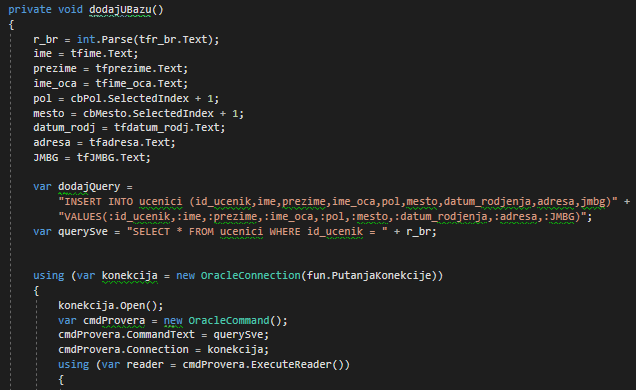 private void dodajUBazu()
{
r_br = int.Parse(tfr_br.Text);
ime = tfime.Text;
prezime = tfprezime.Text;
ime_oca = tfime_oca.Text;
pol = cbPol.SelectedIndex + 1;
mesto = cbMesto.SelectedIndex + 1;
datum_rodj = tfdatum_rodj.Text;
adresa = tfadresa.Text;
JMBG = tfJMBG.Text;
var dodajQuery =
"INSERT INTO ucenici (id_ucenik,ime,prezime,ime_oca,pol,mesto,datum_rodjenja,adresa,jmbg)" +
"VALUES(:id_ucenik,:ime,:prezime,:ime_oca,:pol,:mesto,:datum_rodjenja,:adresa,:JMBG)";
var querySve = "SELECT * FROM ucenici WHERE id_ucenik = " + r_br;
using (var konekcija = new OracleConnection(fun.PutanjaKonekcije))
{
konekcija.Open();
var cmdProvera = new OracleCommand();
cmdProvera.CommandText = querySve;
cmdProvera.Connection = konekcija;
using (var reader = cmdProvera.ExecuteReader())
{